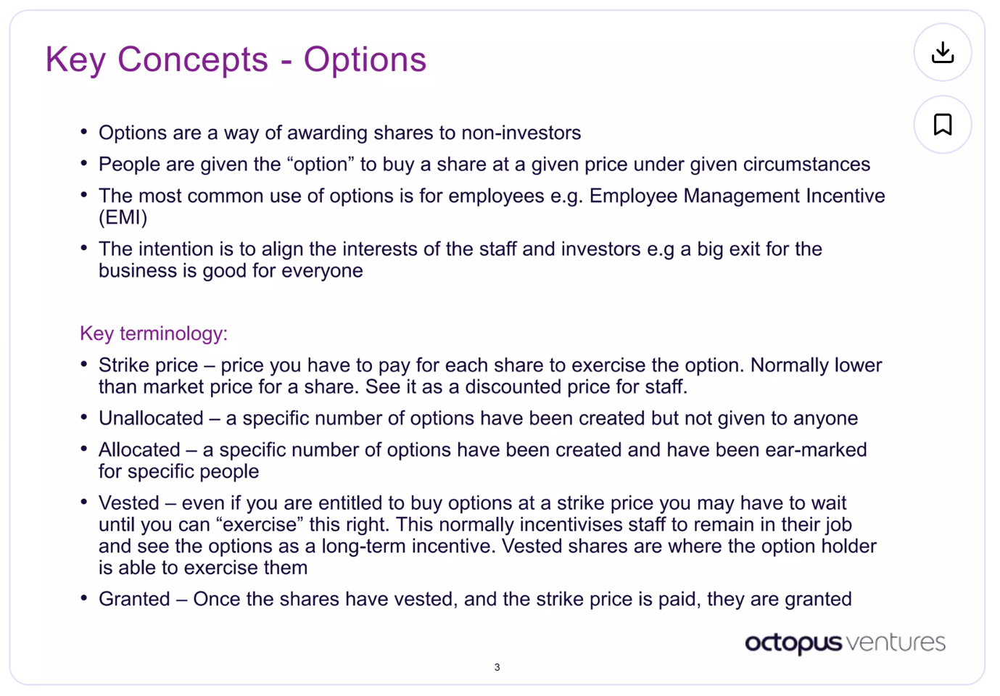 Key Concepts - Options
• Options are a way of awarding shares to non-investors
• People are given the “option” to buy a share at a given price under given circumstances
• The most common use of options is for employees e.g. Employee Management Incentive
(EMI)
• The intention is to align the interests of the staff and investors e.g a big exit for the
business is good for everyone
Key terminology:
• Strike price – price you have to pay for each share to exercise the option. Normally lower
than market price for a share. See it as a discounted price for staff.
• Unallocated – a specific number of options have been created but not given to anyone
• Allocated – a specific number of options have been created and have been ear-marked
for specific people
• Vested – even if you are entitled to buy options at a strike price you may have to wait
until you can “exercise” this right. This normally incentivises staff to remain in their job
and see the options as a long-term incentive. Vested shares are where the option holder
is able to exercise them
• Granted – Once the shares have vested, and the strike price is paid, they are granted
octopus ventures
3